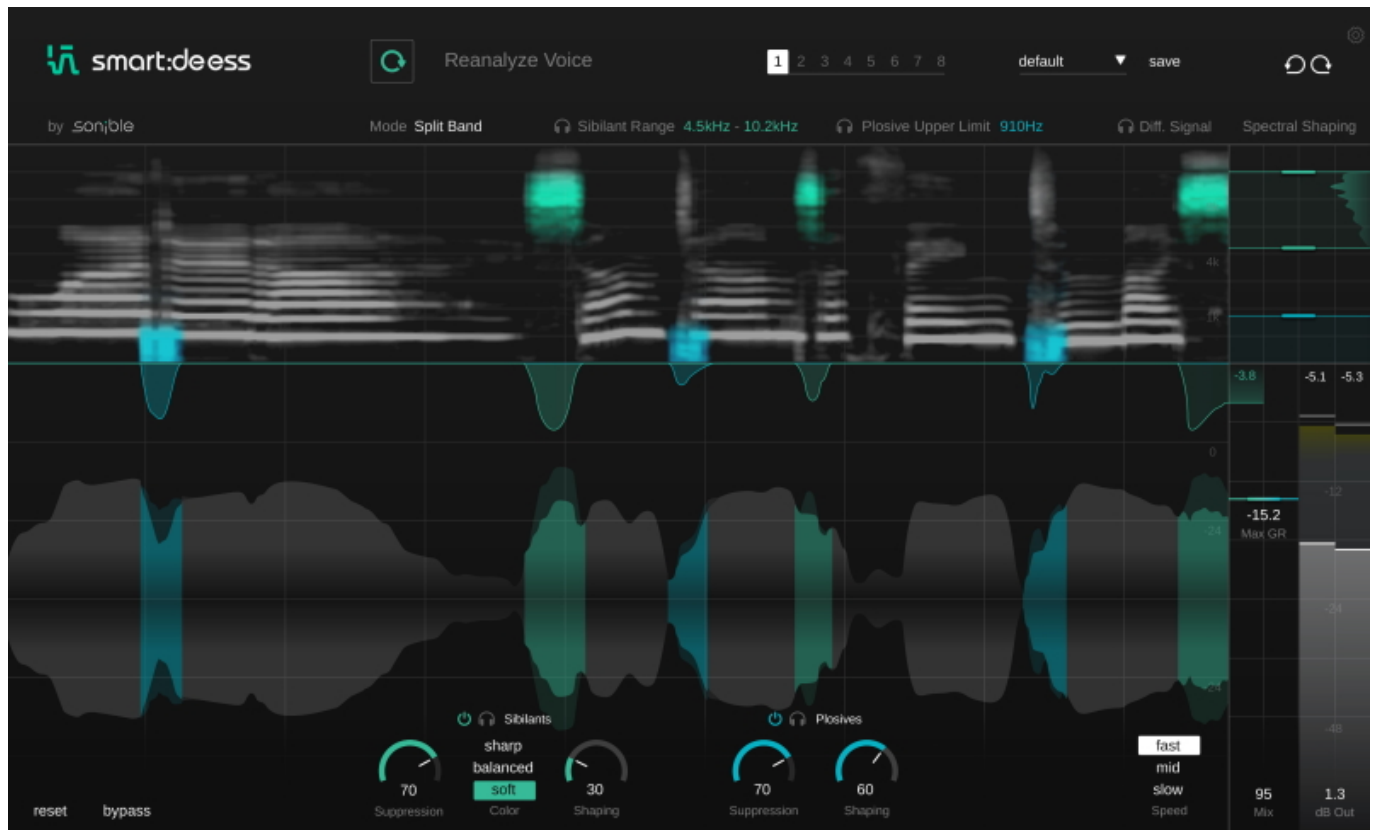 smart:deess
Reanalyze Voice
1 2 3 4 5 6 7 8
default
save
by sonible
Mode Split Band
Sibilant Range 4.5kHz - 10.2kHz
Plosive Upper Limit 910Hz
Diff. Signal
Spectral Shaping
4k
1k
-3.8
-5.1 -5.3
0
-12
-15.2
Max GR
-24
-24
-24
-48
Sibilants
Plosives
sharp
balanced
soft
Color
70
Suppression
30
Shaping
70
Suppression
60
Shaping
fast
mid
slow
Speed
95
Mix
1.3
dB Out
reset
bypass